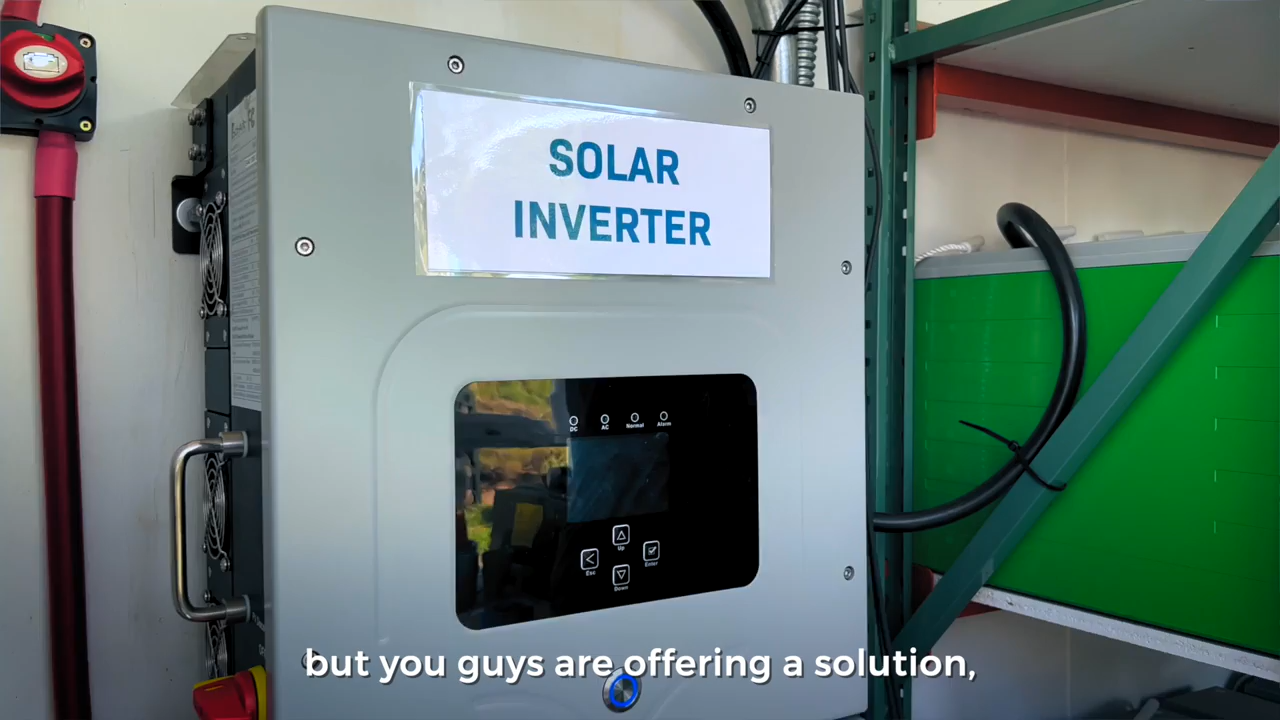 SOLAR
INVERTER
DC AC Normal Alarm
Up
Esc Enter
Down
but you guys are offering a solution,